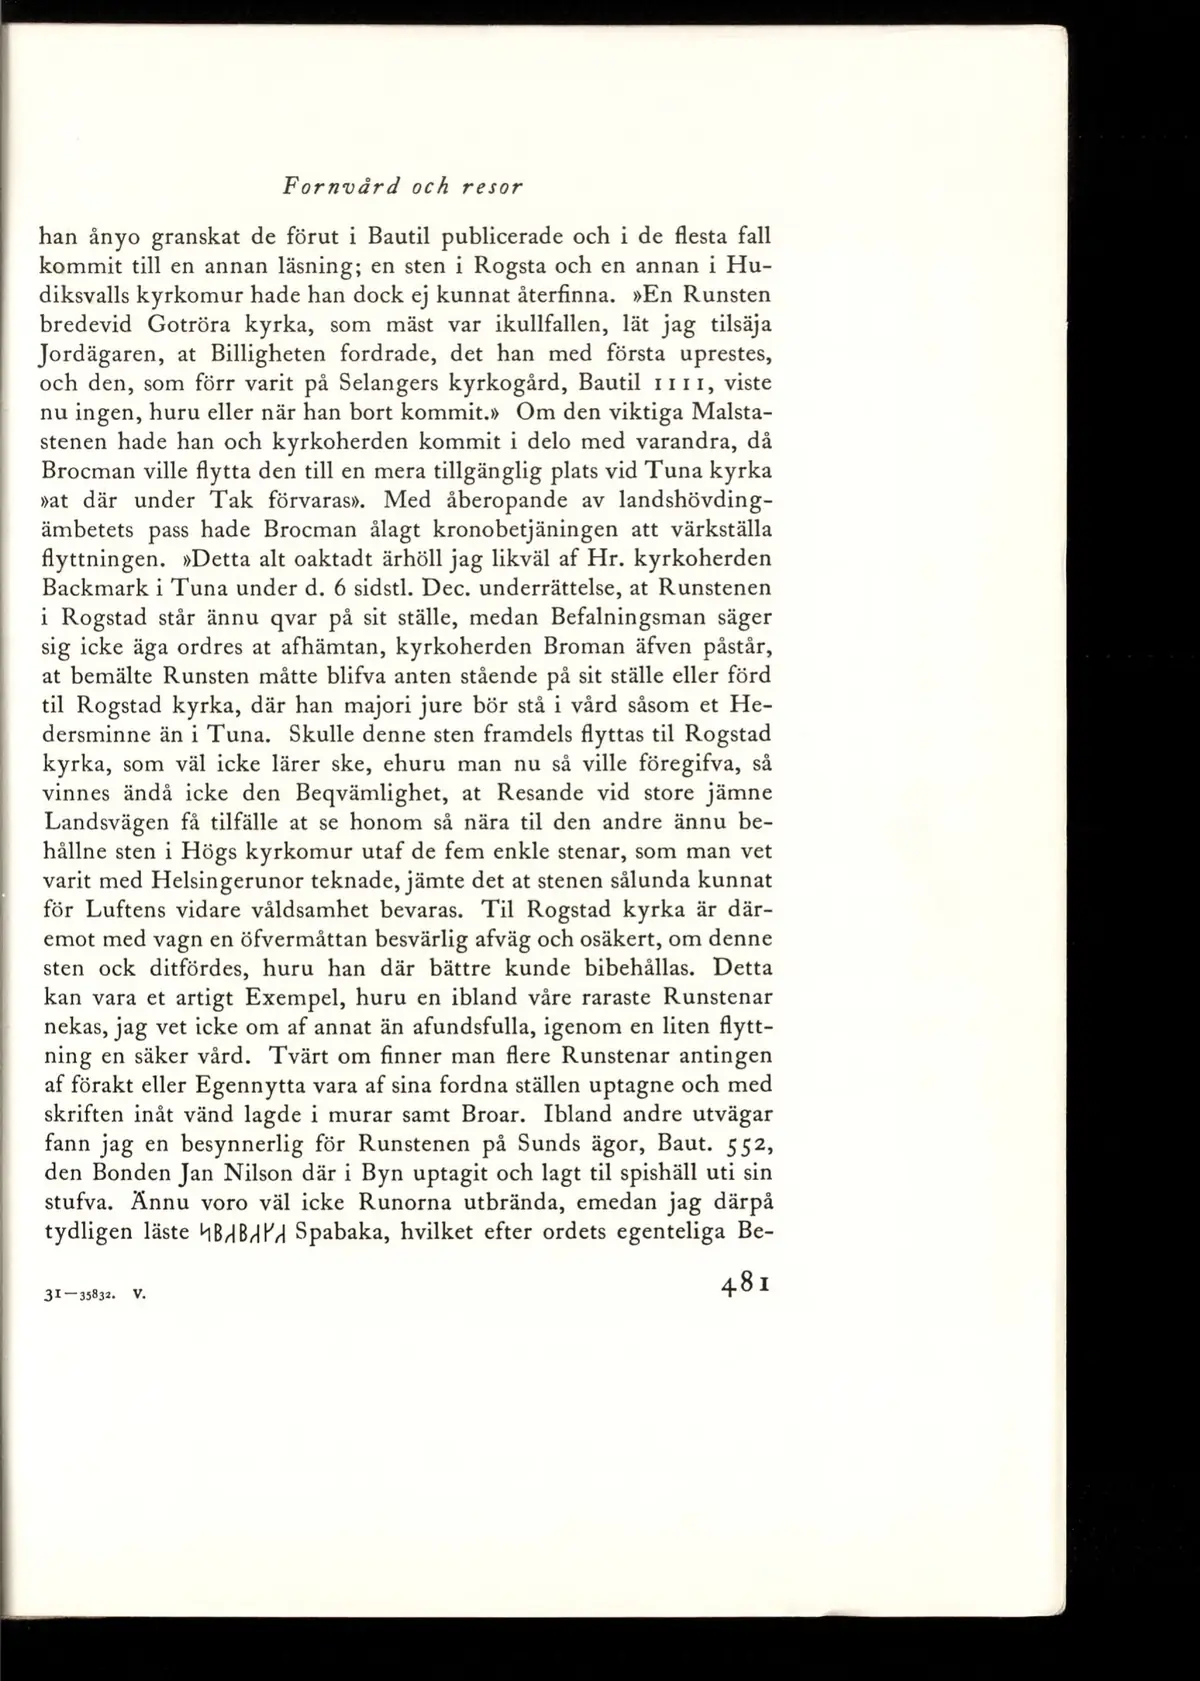 Fornvård och resor
han ånyo granskat de förut i Bautil publicerade och i de flesta fall
kommit till en annan läsning; en sten i Rogsta och en annan i Hu-
diksvalls kyrkomur hade han dock ej kunnat återfinna. »En Runsten
bredevid Gotröra kyrka, som mäst var ikullfallen, lät jag tilsäja
Jordägaren, at Billigheten fordrade, det han med första uprestes,
och den, som förr varit på Selangers kyrkogård, Bautil 1111, viste
nu ingen, huru eller när han bort kommit.» Om den viktiga Malsta-
stenen hade han och kyrkoherden kommit i delo med varandra, då
Brocman ville flytta den till en mera tillgänglig plats vid Tuna kyrka
»at där under Tak förvaras». Med åberopande av landshövding-
ämbetets pass hade Brocman ålagt kronobetjäningen att värkställa
flyttningen. »Detta alt oaktadt ärhöll jag likväl af Hr. kyrkoherden
Backmark i Tuna under d. 6 sidstl. Dec. underrättelse, at Runstenen
i Rogstad står ännu qvar på sit ställe, medan Befalningsman säger
sig icke äga ordres at afhämtan, kyrkoherden Broman äfven påstår,
at bemälte Runsten måtte blifva anten stående på sit ställe eller förd
til Rogstad kyrka, där han majori jure bör stå i vård såsom et He-
dersminne än i Tuna. Skulle denne sten framdels flyttas til Rogstad
kyrka, som väl icke lärer ske, ehuru man nu så ville föregifva, så
vinnes ändå icke den Beqvämlighet, at Resande vid store jämne
Landsvägen få tilfälle at se honom så nära til den andre ännu be-
hållne sten i Högs kyrkomur utaf de fem enkle stenar, som man vet
varit med Helsingerunor teknade, jämte det at stenen sålunda kunnat
för Luftens vidare våldsamhet bevaras. Til Rogstad kyrka är där-
emot med vagn en öfvermåttan besvärlig afväg och osäkert, om denne
sten ock ditfördes, huru han där bättre kunde bibehållas. Detta
kan vara et artigt Exempel, huru en ibland våre raraste Runstenar
nekas, jag vet icke om af annat än afundsfulla, igenom en liten flytt-
ning en säker vård. Tvärt om finner man flere Runstenar antingen
af förakt eller Egennytta vara af sina fordna ställen uptagne och med
skriften inåt vänd lagde i murar samt Broar. Ibland andre utvägar
fann jag en besynnerlig för Runstenen på Sunds ägor, Baut. 552,
den Bonden Jan Nilson där i Byn uptagit och lagt til spishäll uti sin
stufva. Ännu voro väl icke Runorna utbrända, emedan jag därpå
tydligen läste ᛋᛒᛆᛒᛆᚴᛆ Spabaka, hvilket efter ordets egenteliga Be-
31—35832. V.
481